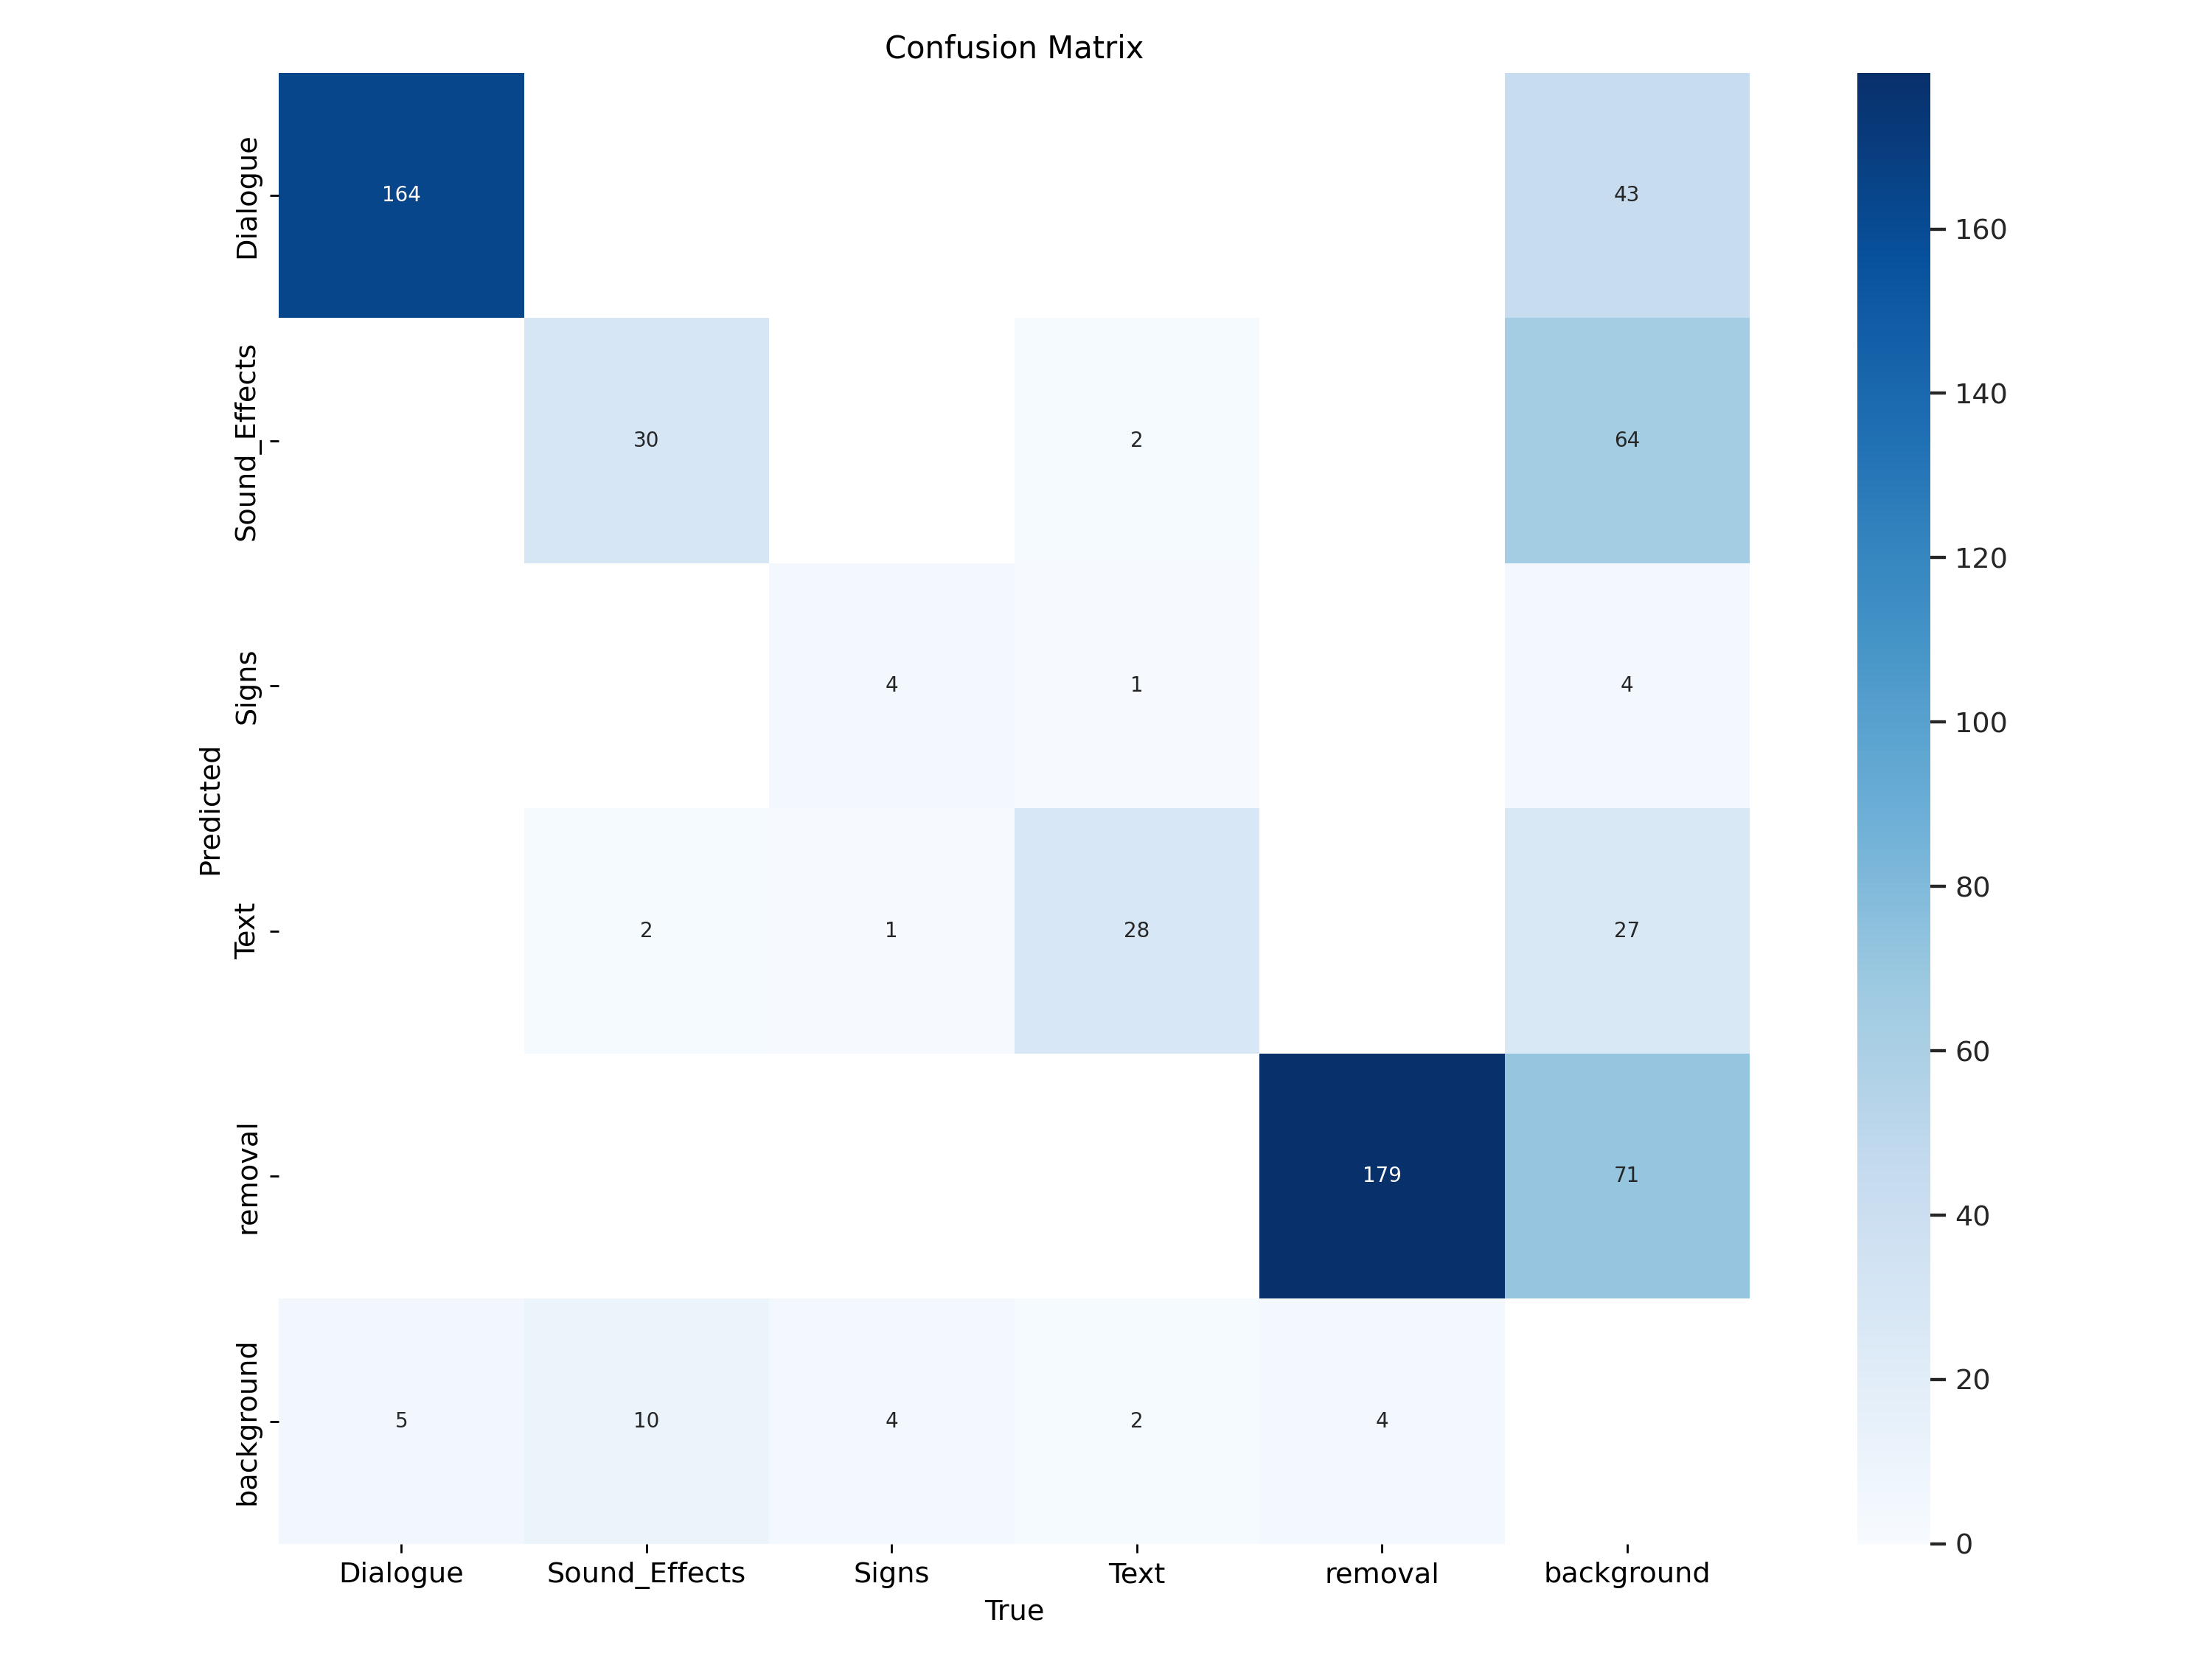 Confusion Matrix
Predicted
Dialogue
164
43
Sound_Effects
30
2
64
Signs
4
1
4
Text
2
1
28
27
removal
179
71
background
5
10
4
2
4
Dialogue
Sound_Effects
Signs
Text
removal
background
True
160
140
120
100
80
60
40
20
0